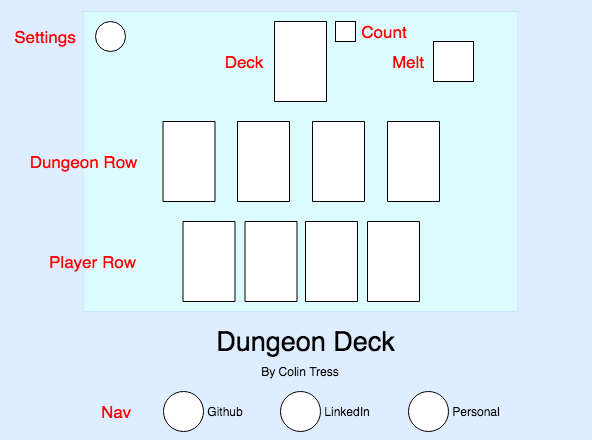 Settings
Count
Deck
Melt
Dungeon Row
Player Row
Dungeon Deck
By Colin Tress
Nav
Github
LinkedIn
Personal